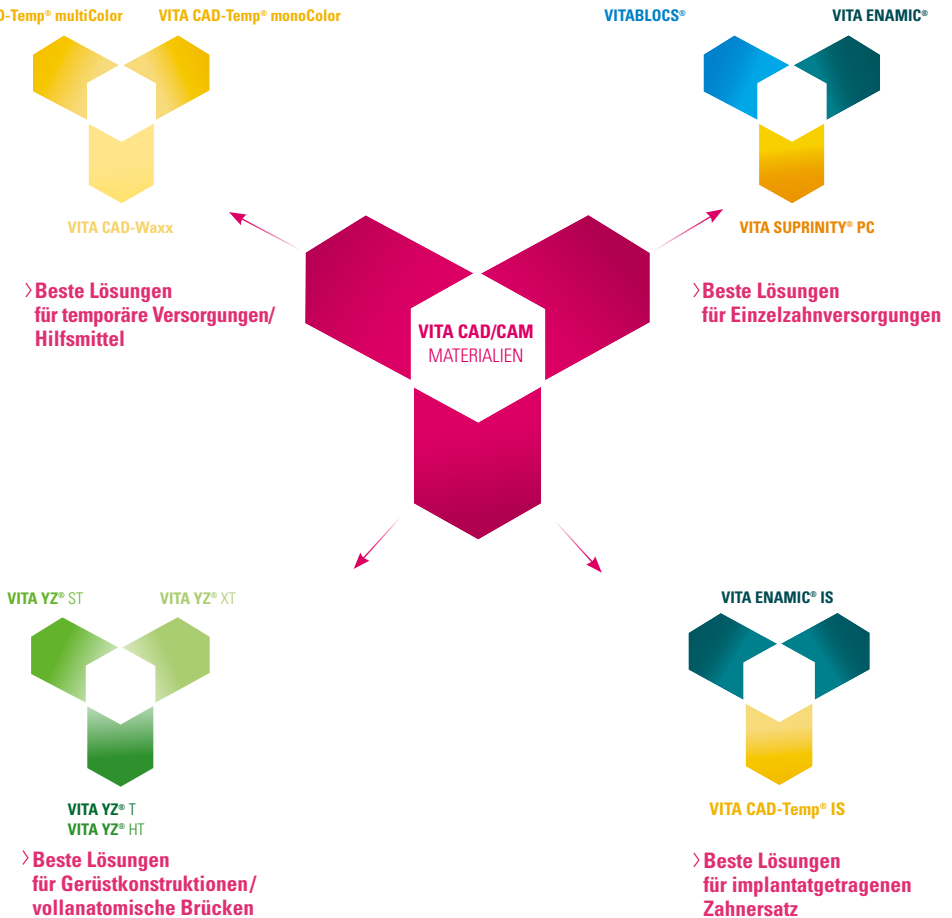 D-Temp® multiColor
VITA CAD-Temp® monoColor
VITA CAD-Waxx
› Beste Lösungen
für temporäre Versorgungen/
Hilfsmittel
VITABLOCS®
VITA ENAMIC®
VITA SUPRINITY® PC
› Beste Lösungen
für Einzelzahnversorgungen
VITA CAD/CAM
MATERIALIEN
VITA YZ® ST
VITA YZ® XT
VITA YZ® T
VITA YZ® HT
› Beste Lösungen
für Gerüstkonstruktionen/
vollanatomische Brücken
VITA ENAMIC® IS
VITA CAD-Temp® IS
› Beste Lösungen
für implantatgetragenen
Zahnersatz